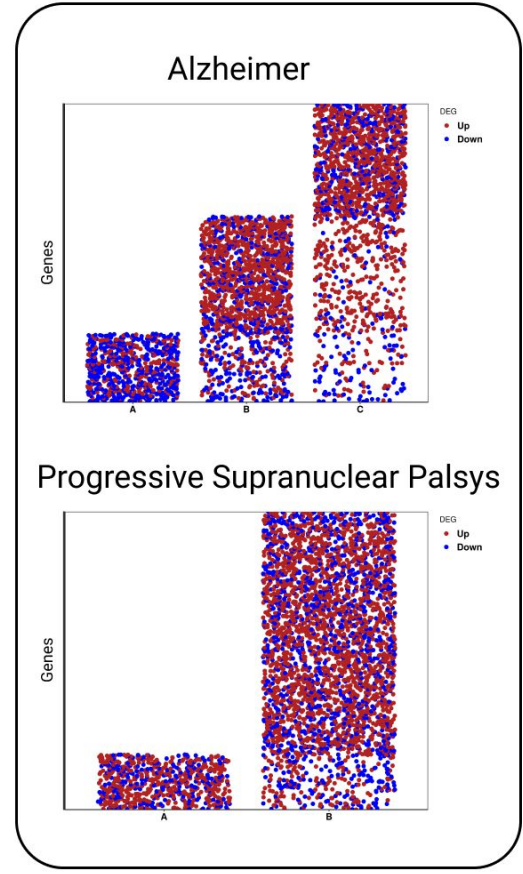 Alzheimer
DEG
Up
Down
Genes
A B C
Progressive Supranuclear Palsys
DEG
Up
Down
Genes
A B